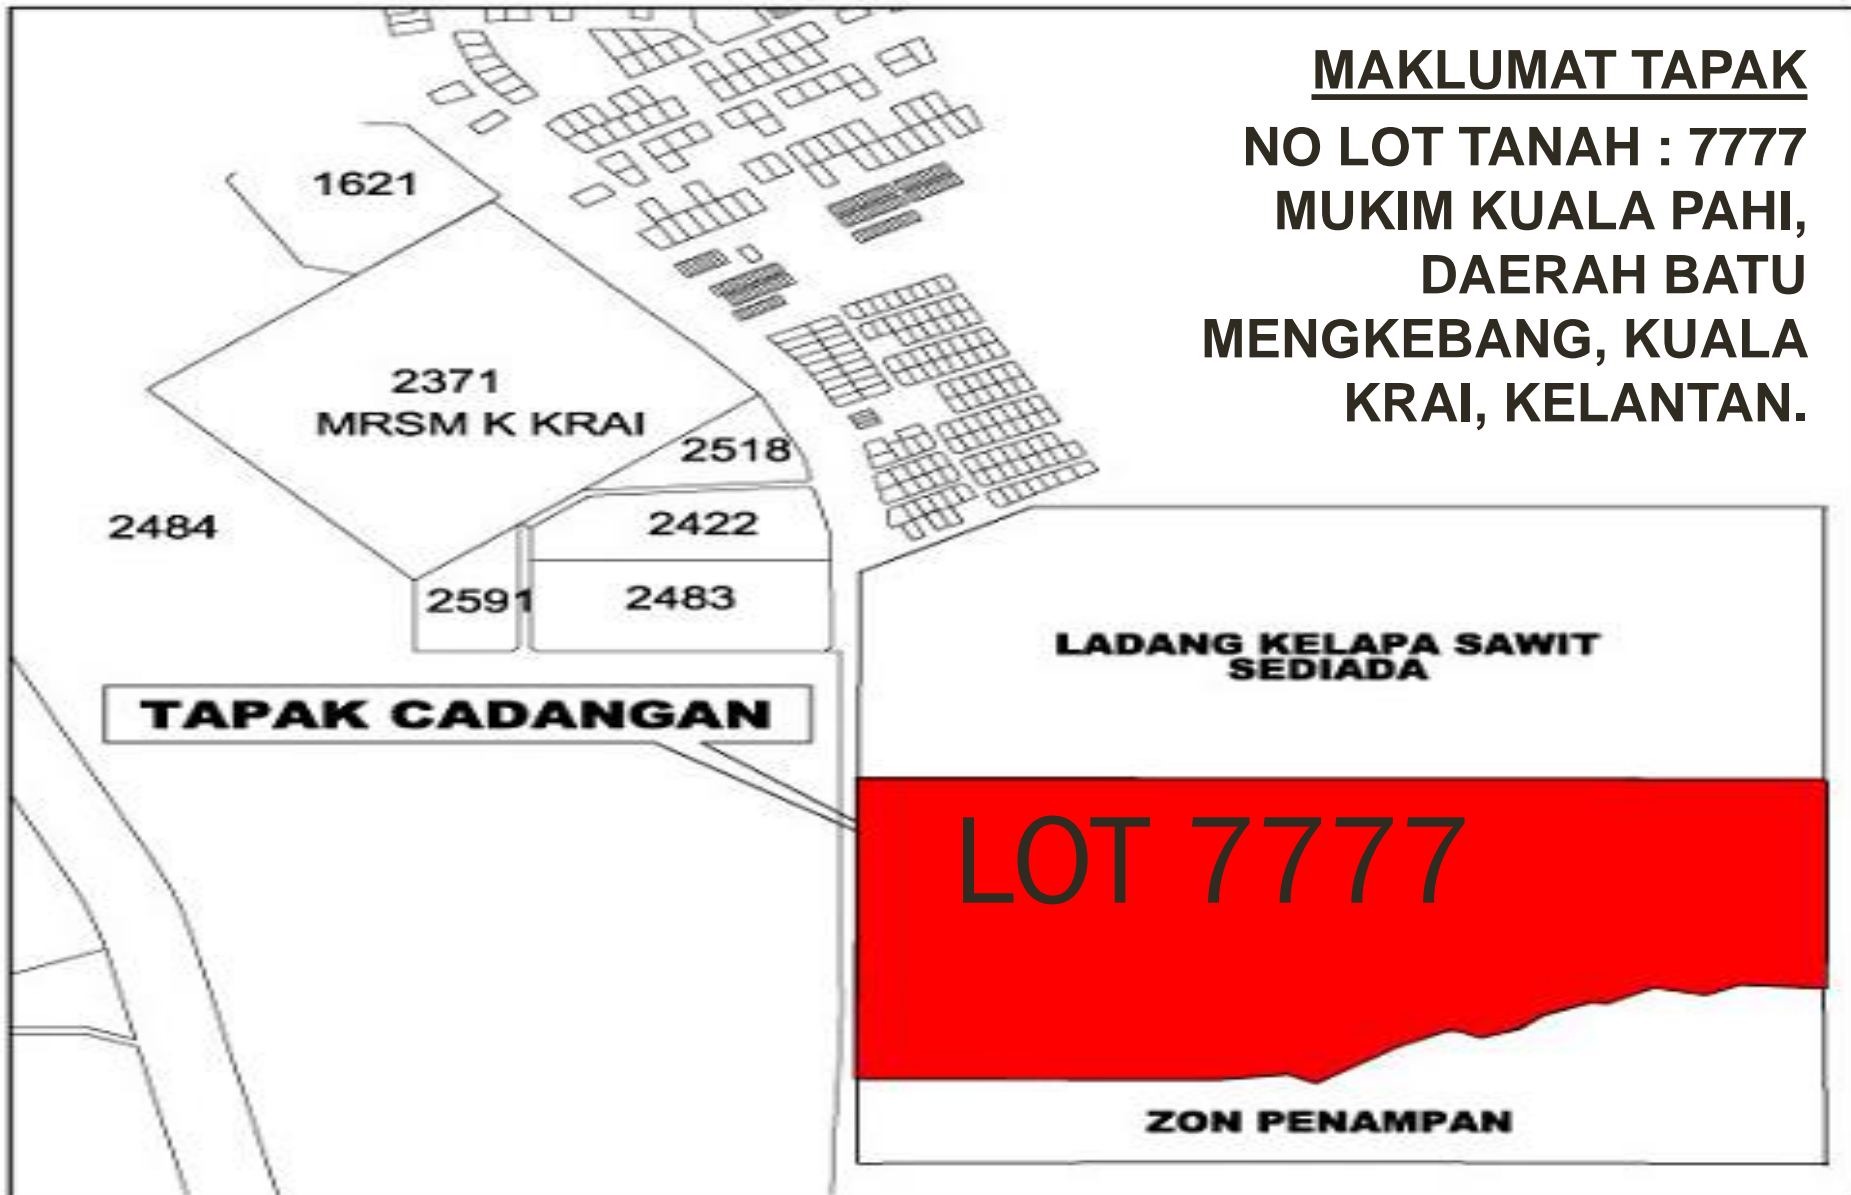 MAKLUMAT TAPAK
NO LOT TANAH : 7777
MUKIM KUALA PAHI,
DAERAH BATU
MENGKEBANG, KUALA
KRAI, KELANTAN.
1621
2371
MRSM K KRAI
2518
2484
2422
2591
2483
LADANG KELAPA SAWIT
SEDIADA
TAPAK CADANGAN
LOT 7777
ZON PENAMPAN